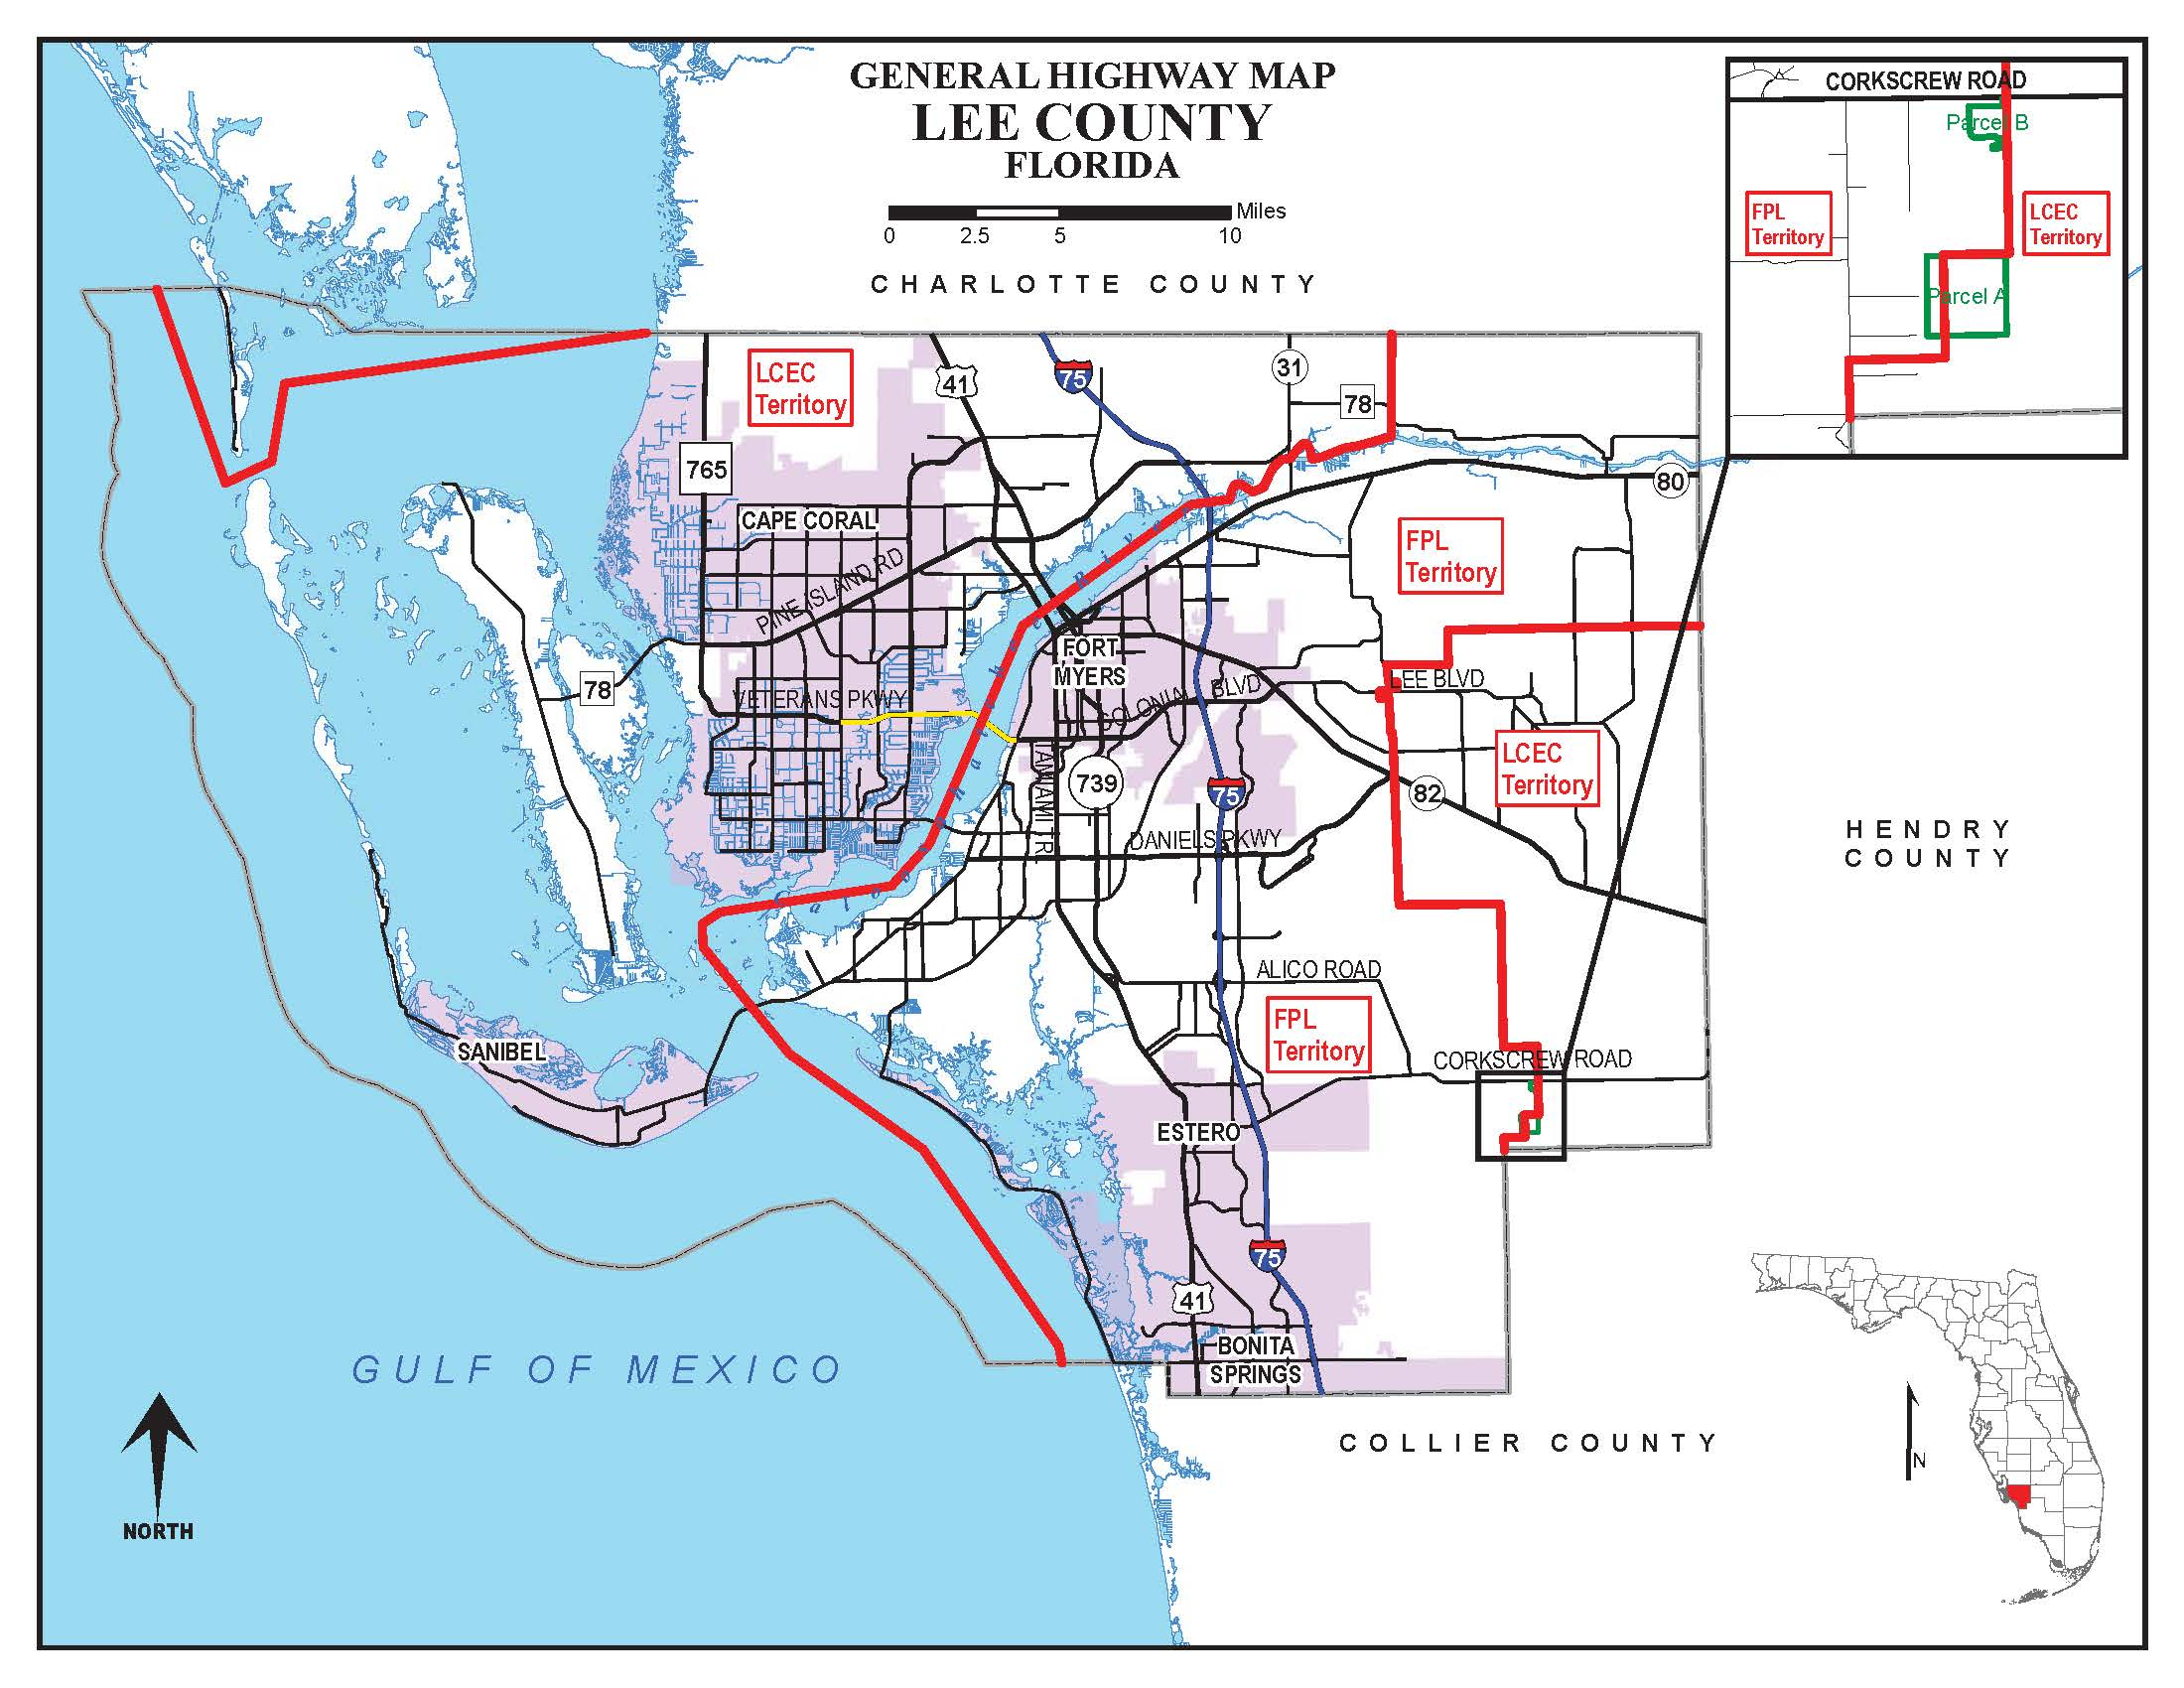 GENERAL HIGHWAY MAP
LEE COUNTY
FLORIDA
Miles
0 2.5 5 10
CHARLOTTE COUNTY
CORKSCREW ROAD
Parcel B
FPL
Territory
LCEC
Territory
Parcel A
LCEC
Territory
41
75
31
78
765
80
CAPE CORAL
PINE ISLAND RD
FPL
Territory
FORT
MYERS
78
VETERANS PKWY
COLONIAL BLVD
LEE BLVD
TAMIAMI TRL
739
75
LCEC
Territory
82
DANIELS PKWY
HENDRY
COUNTY
Caloosahatchee River
ALICO ROAD
FPL
Territory
SANIBEL
CORKSCREW ROAD
ESTERO
75
41
BONITA
SPRINGS
GULF OF MEXICO
COLLIER COUNTY
NORTH
N